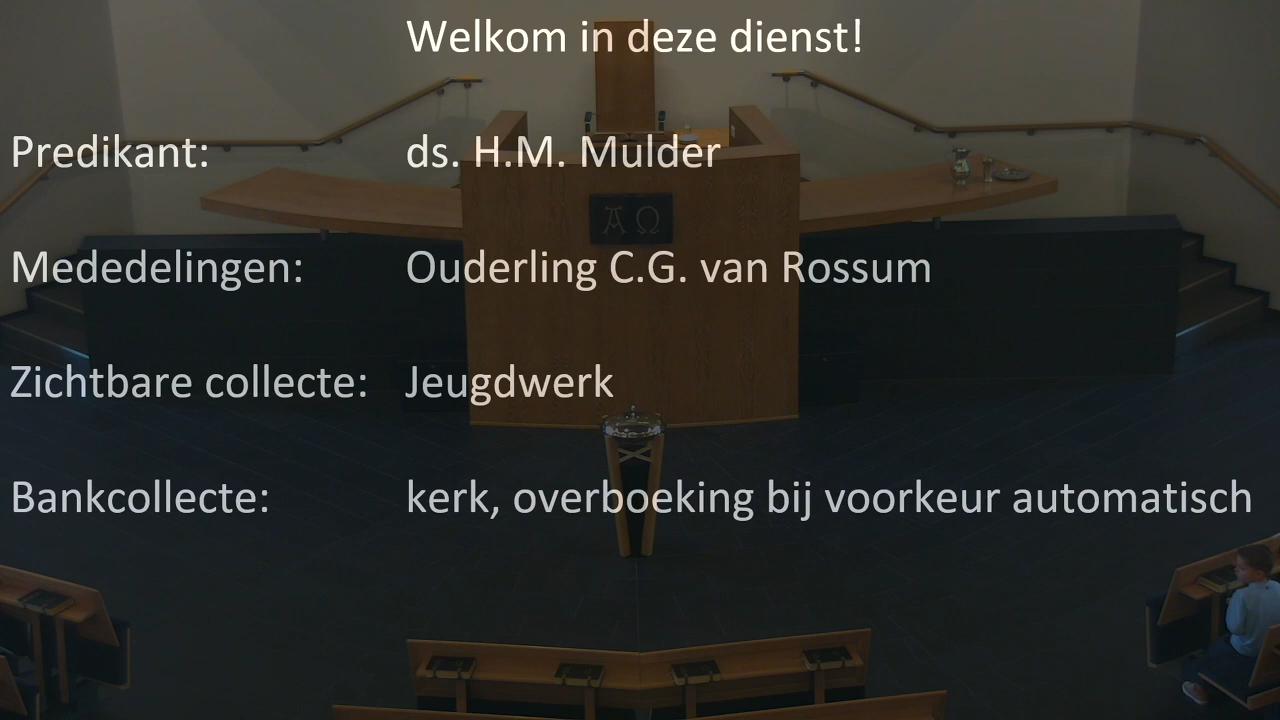 Welkom in deze dienst!
Predikant: ds. H.M. Mulder
Α Ω
Mededelingen: Ouderling C.G. van Rossum
Zichtbare collecte: Jeugdwerk
Bankcollecte: kerk, overboeking bij voorkeur automatisch